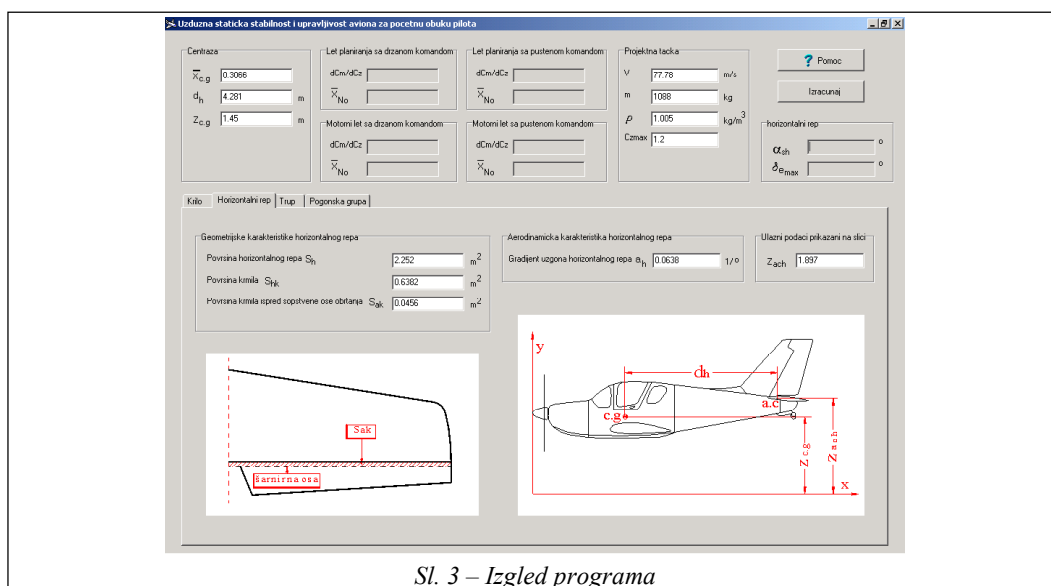 Uzduzna staticka stabilnost i upravljivost aviona za pocetnu obuku pilota
Centraza
X̅c.g 0.3066
dh 4.281 m
Zc.g 1.45 m
Let planiranja sa drzanom komandom
dCm/dCz
X̅No
Let planiranja sa pustenom komandom
dCm/dCz
X̅No
Motorni let sa drzanom komandom
dCm/dCz
X̅No
Motorni let sa pustenom komandom
dCm/dCz
X̅No
Projektna tacka
V 77.78 m/s
m 1088 kg
ρ 1.005 kg/m³
Czmax 1.2
? Pomoc
Izracunaj
horizontalni rep
αsh °
δemax °
Krilo Horizontalni rep Trup Pogonska grupa
Geometrijske karakteristike horizontalnog repa
Povrsina horizontalnog repa Sh 2.252 m²
Povrsina krmila Shk 0.6382 m²
Povrsina krmila ispred sopstvene ose obrtanja Sak 0.0456 m²
Aerodinamicka karakteristika horizontalnog repa
Gradijent uzgona horizontalnog repa ah 0.0638 1/°
Ulazni podaci prikazani na slici
Zach 1.897
Sak
šarnirna osa
y
dh
a.c
c.g
Zc.g
Zach
x
Sl. 3 – Izgled programa